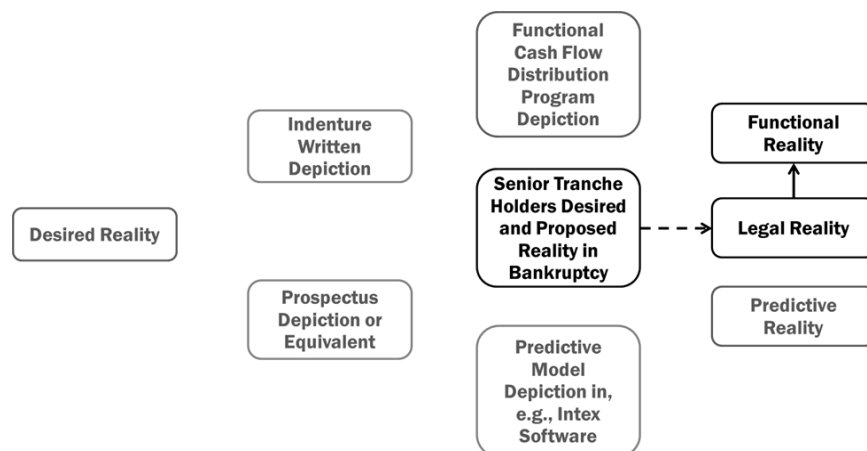 Desired Reality
Indenture
Written
Depiction
Prospectus
Depiction or
Equivalent
Functional
Cash Flow
Distribution
Program
Depiction
Senior Tranche
Holders Desired
and Proposed
Reality in
Bankruptcy
Predictive
Model
Depiction in,
e.g., Intex
Software
Functional
Reality
Legal Reality
Predictive
Reality